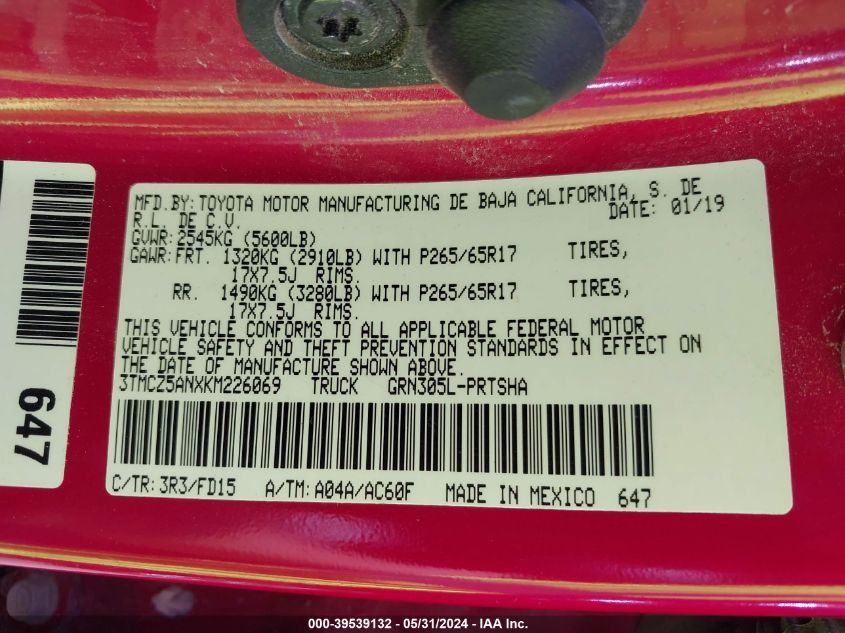 MFD.BY:TOYOTA MOTOR MANUFACTURING DE BAJA CALIFORNIA, S. DE
R.L. DE C.V. DATE: 01/19
GVWR:2545KG (5600LB)
GAWR:FRT. 1320KG (2910LB) WITH P265/65R17 TIRES,
17X7.5J RIMS.
RR. 1490KG (3280LB) WITH P265/65R17 TIRES,
17X7.5J RIMS.
THIS VEHICLE CONFORMS TO ALL APPLICABLE FEDERAL MOTOR
VEHICLE SAFETY AND THEFT PREVENTION STANDARDS IN EFFECT ON
THE DATE OF MANUFACTURE SHOWN ABOVE.
3TMCZ5ANXKM226069 TRUCK GRN305L-PRTSHA
C/TR:3R3/FD15 A/TM:A04A/AC60F MADE IN MEXICO 647
647
000-39539132 - 05/31/2024 - IAA Inc.